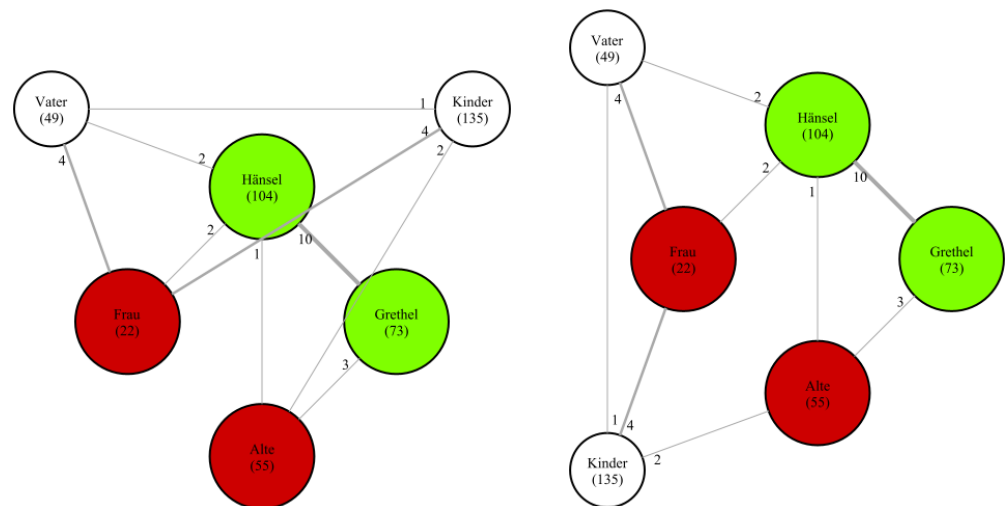 Vater
(49)
1
Kinder
(135)
4
4
2
2
Hänsel
(104)
2
10
1
Frau
(22)
Grethel
(73)
3
Alte
(55)
Vater
(49)
4
2
Hänsel
(104)
2
10
1
Frau
(22)
Grethel
(73)
3
Alte
(55)
1
4
2
Kinder
(135)